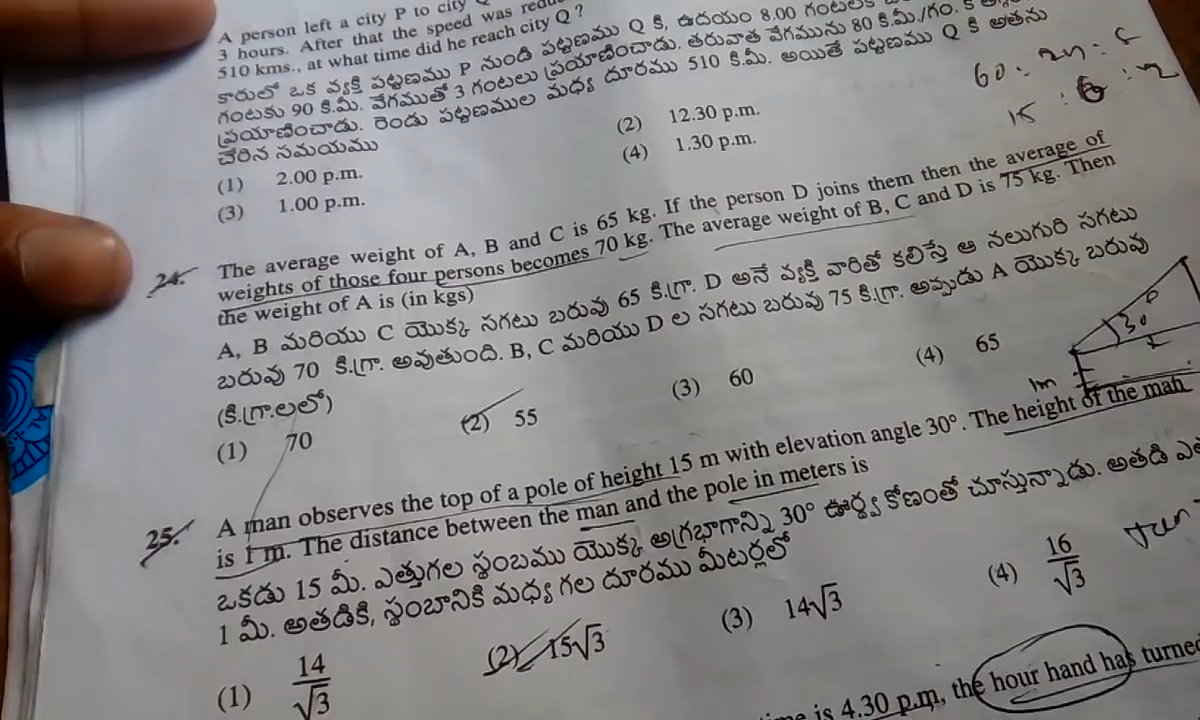 A person left a city P to city
3 hours. After that the speed was
510 kms., at what time did he reach city Q ?
కారులో ఒక వ్యక్తి పట్టణము P నుండి పట్టణము Q కి, ఉదయం 8.00 గంటలకు
గంటకు 90 కి.మీ. వేగముతో 3 గంటలు ప్రయాణించాడు. తరువాత వేగమును 80 కి.మీ./గం. కి
ప్రయాణించాడు. రెండు పట్టణముల మధ్య దూరము 510 కి.మీ. అయితే పట్టణము Q కి అతను
చేరిన సమయము
(1) 2.00 p.m.
(2) 12.30 p.m.
(3) 1.00 p.m.
(4) 1.30 p.m.
24. The average weight of A, B and C is 65 kg. If the person D joins them then the average of
weights of those four persons becomes 70 kg. The average weight of B, C and D is 75 kg. Then
the weight of A is (in kgs)
A, B మరియు C యొక్క సగటు బరువు 65 కి.గ్రా. D అనే వ్యక్తి వారితో కలిస్తే ఆ నలుగురి సగటు
బరువు 70 కి.గ్రా. అవుతుంది. B, C మరియు D ల సగటు బరువు 75 కి.గ్రా. అప్పుడు A యొక్క బరువు
(కి.గ్రా.లలో)
(1) 70
(2) 55
(3) 60
(4) 65
30
1m
25. A man observes the top of a pole of height 15 m with elevation angle 30°. The height of the man
is 1 m. The distance between the man and the pole in meters is
ఒకడు 15 మీ. ఎత్తుగల స్థంబము యొక్క అగ్రభాగాన్ని 30° ఊర్ధ్వ కోణంతో చూస్తున్నాడు. అతడి
1 మీ. అతడికి, స్థంబానికి మధ్య గల దూరము మీటర్లలో
(1) 14/√3
(2) 15√3
(3) 14√3
(4) 16/√3
is 4.30 p.m, the hour hand has turned